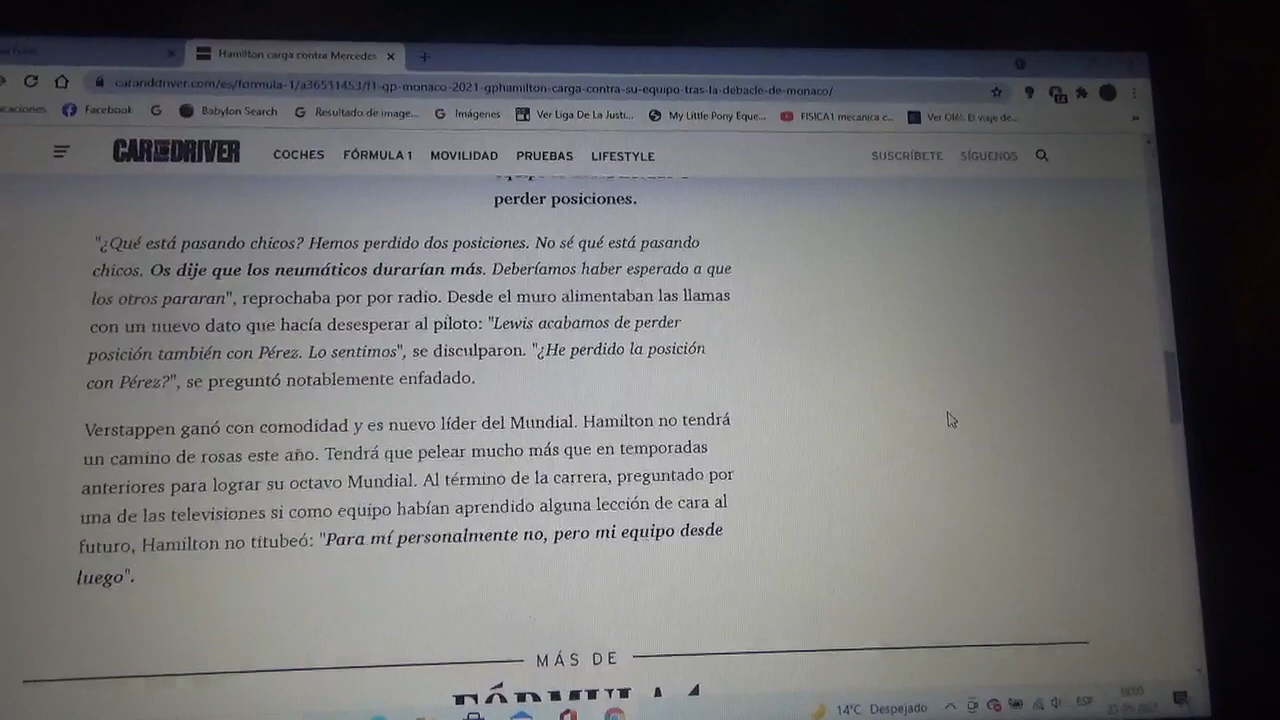 Hamilton carga contra Mercedes
caranddriver.com/es/formula-1/a36511453/f1-gp-monaco-2021-gphamilton-carga-contra-su-equipo-tras-la-debacle-de-monaco/
Facebook Babylon Search Resultado de image... Imágenes Ver Liga De La Justi... My Little Pony Eque... FISICA1 mecanica c... Ver Olé!. El viaje de...
CAR AND DRIVER COCHES FÓRMULA 1 MOVILIDAD PRUEBAS LIFESTYLE SUSCRÍBETE SÍGUENOS
perder posiciones.
"¿Qué está pasando chicos? Hemos perdido dos posiciones. No sé qué está pasando
chicos. Os dije que los neumáticos durarían más. Deberíamos haber esperado a que
los otros pararan", reprochaba por por radio. Desde el muro alimentaban las llamas
con un nuevo dato que hacía desesperar al piloto: "Lewis acabamos de perder
posición también con Pérez. Lo sentimos", se disculparon. "¿He perdido la posición
con Pérez?", se preguntó notablemente enfadado.
Verstappen ganó con comodidad y es nuevo líder del Mundial. Hamilton no tendrá
un camino de rosas este año. Tendrá que pelear mucho más que en temporadas
anteriores para lograr su octavo Mundial. Al término de la carrera, preguntado por
una de las televisiones si como equipo habían aprendido alguna lección de cara al
futuro, Hamilton no titubeó: "Para mí personalmente no, pero mi equipo desde
luego".
MÁS DE
FÓRMULA 1
14°C Despejado ESP